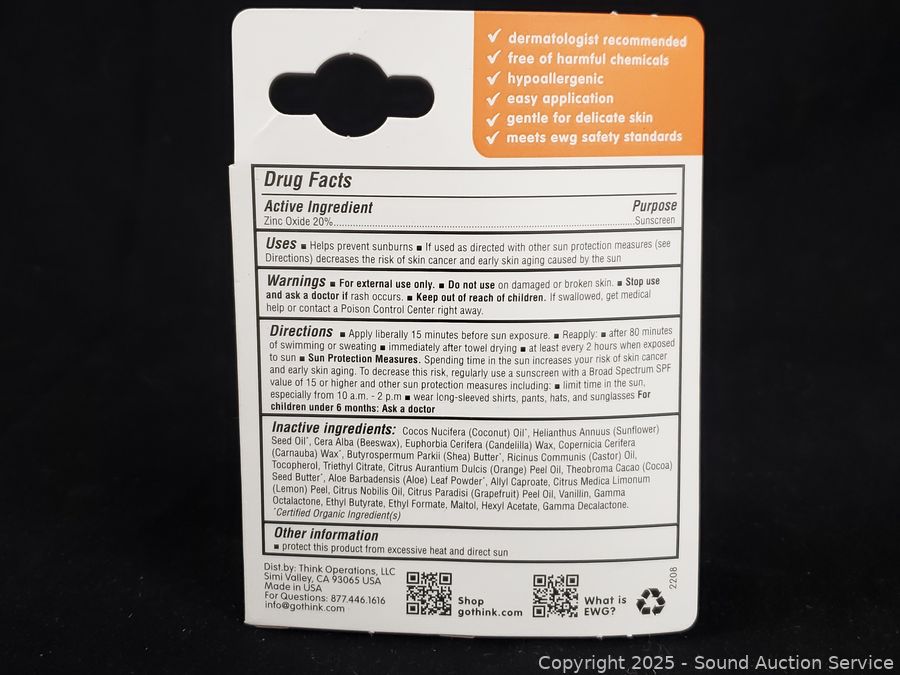 ✓ dermatologist recommended
✓ free of harmful chemicals
✓ hypoallergenic
✓ easy application
✓ gentle for delicate skin
✓ meets ewg safety standards
Drug Facts
Active Ingredient Purpose
Zinc Oxide 20%......Sunscreen
Uses ■ Helps prevent sunburns ■ If used as directed with other sun protection measures (see
Directions) decreases the risk of skin cancer and early skin aging caused by the sun
Warnings ■ For external use only. ■ Do not use on damaged or broken skin. ■ Stop use
and ask a doctor if rash occurs. ■ Keep out of reach of children. If swallowed, get medical
help or contact a Poison Control Center right away.
Directions ■ Apply liberally 15 minutes before sun exposure. ■ Reapply: ■ after 80 minutes
of swimming or sweating ■ immediately after towel drying ■ at least every 2 hours when exposed
to sun ■ Sun Protection Measures. Spending time in the sun increases your risk of skin cancer
and early skin aging. To decrease this risk, regularly use a sunscreen with a Broad Spectrum SPF
value of 15 or higher and other sun protection measures including: ■ limit time in the sun,
especially from 10 a.m. - 2 p.m ■ wear long-sleeved shirts, pants, hats, and sunglasses For
children under 6 months: Ask a doctor
Inactive ingredients: Cocos Nucifera (Coconut) Oil*, Helianthus Annuus (Sunflower)
Seed Oil*, Cera Alba (Beeswax), Euphorbia Cerifera (Candelilla) Wax, Copernicia Cerifera
(Carnauba) Wax*, Butyrospermum Parkii (Shea) Butter*, Ricinus Communis (Castor) Oil,
Tocopherol, Triethyl Citrate, Citrus Aurantium Dulcis (Orange) Peel Oil, Theobroma Cacao (Cocoa)
Seed Butter*, Aloe Barbadensis (Aloe) Leaf Powder*, Allyl Caproate, Citrus Medica Limonum
(Lemon) Peel, Citrus Nobilis Oil, Citrus Paradisi (Grapefruit) Peel Oil, Vanillin, Gamma
Octalactone, Ethyl Butyrate, Ethyl Formate, Maltol, Hexyl Acetate, Gamma Decalactone.
*Certified Organic Ingredient(s)
Other information
■ protect this product from excessive heat and direct sun
Dist.by: Think Operations, LLC
Simi Valley, CA 93065 USA
Made in USA
For Questions: 877.446.1616
info@gothink.com
Shop
gothink.com
What is
EWG?
2208
Copyright 2025 - Sound Auction Service